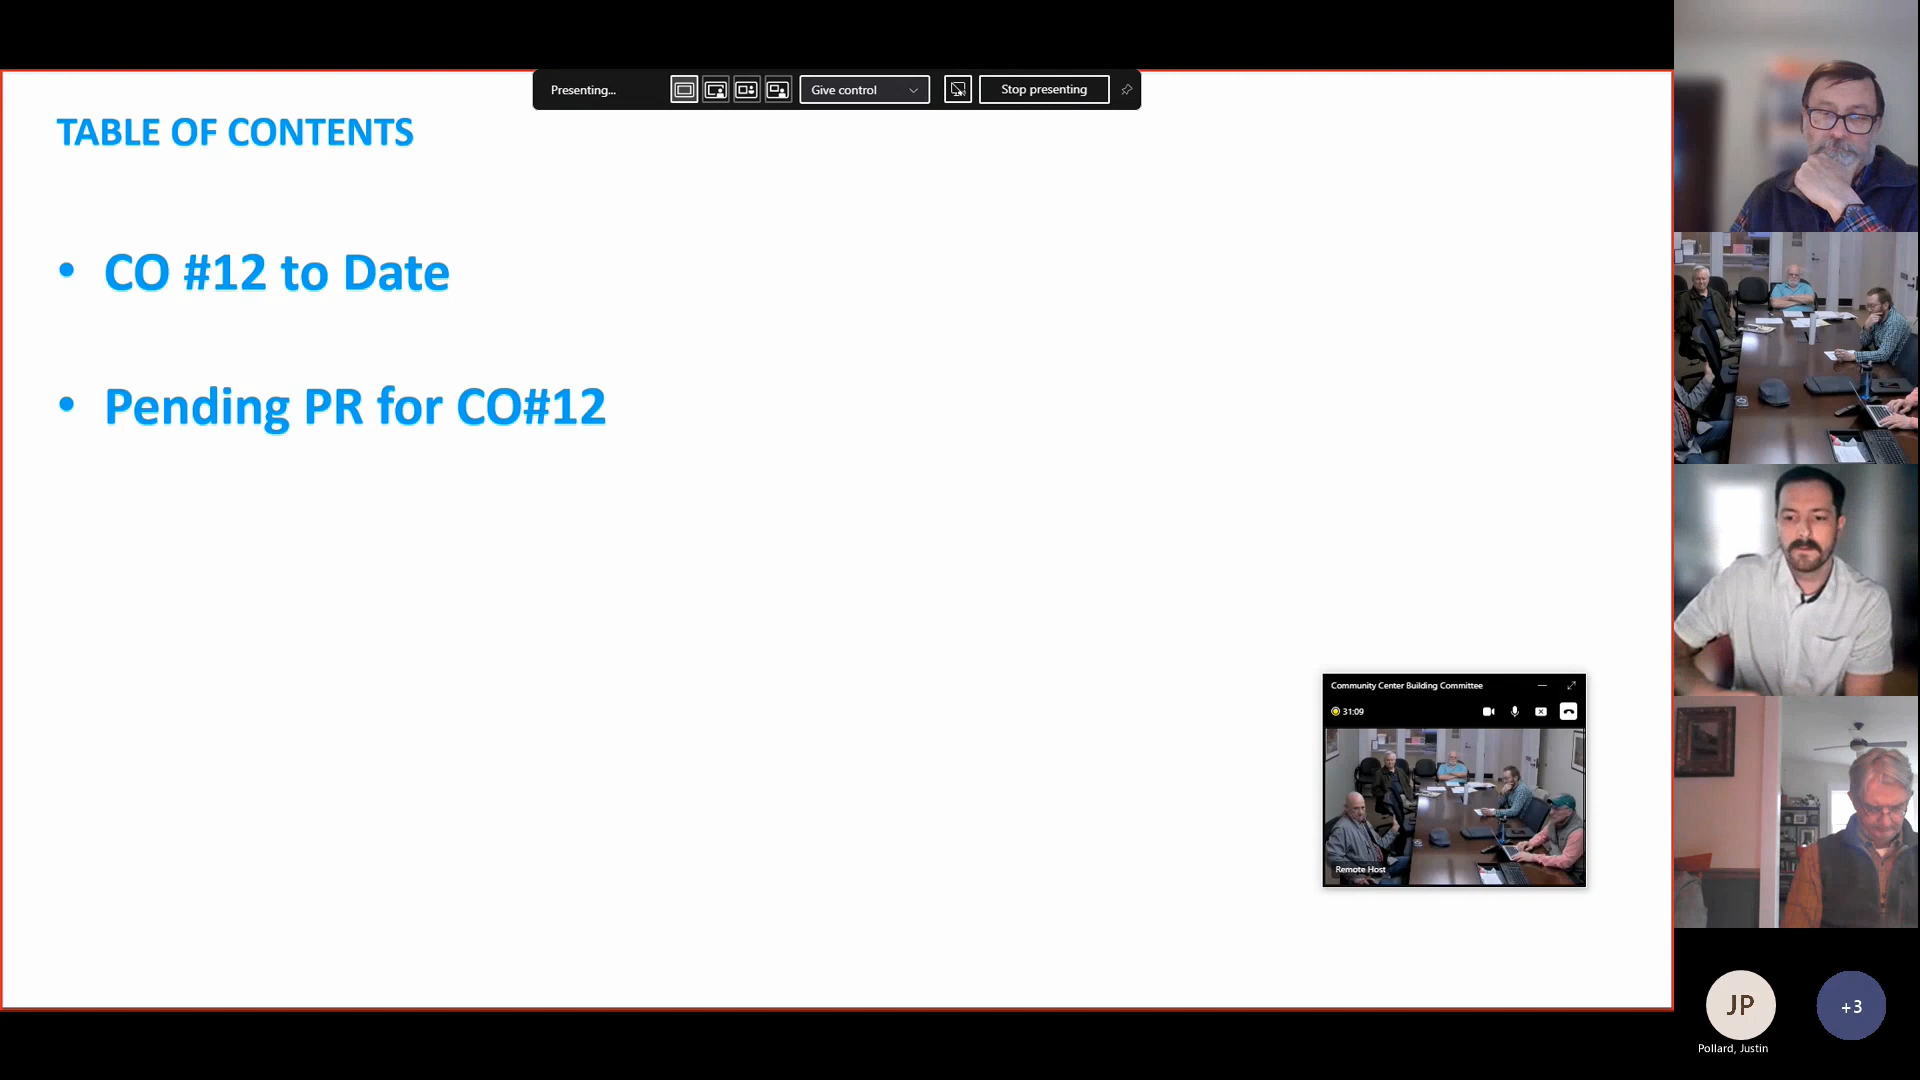 Presenting...
Give control
Stop presenting
TABLE OF CONTENTS
• CO #12 to Date
• Pending PR for CO#12
Community Center Building Committee
31:09
Remote Host
JP
+3
Pollard, Justin